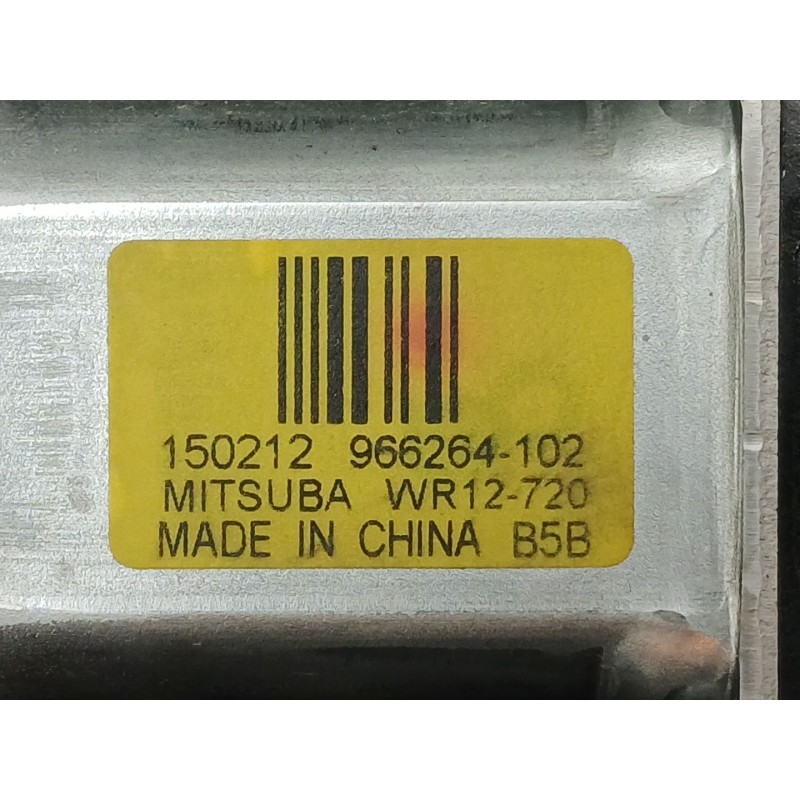 150212 966264-102
MITSUBA WR12-720
MADE IN CHINA B5B